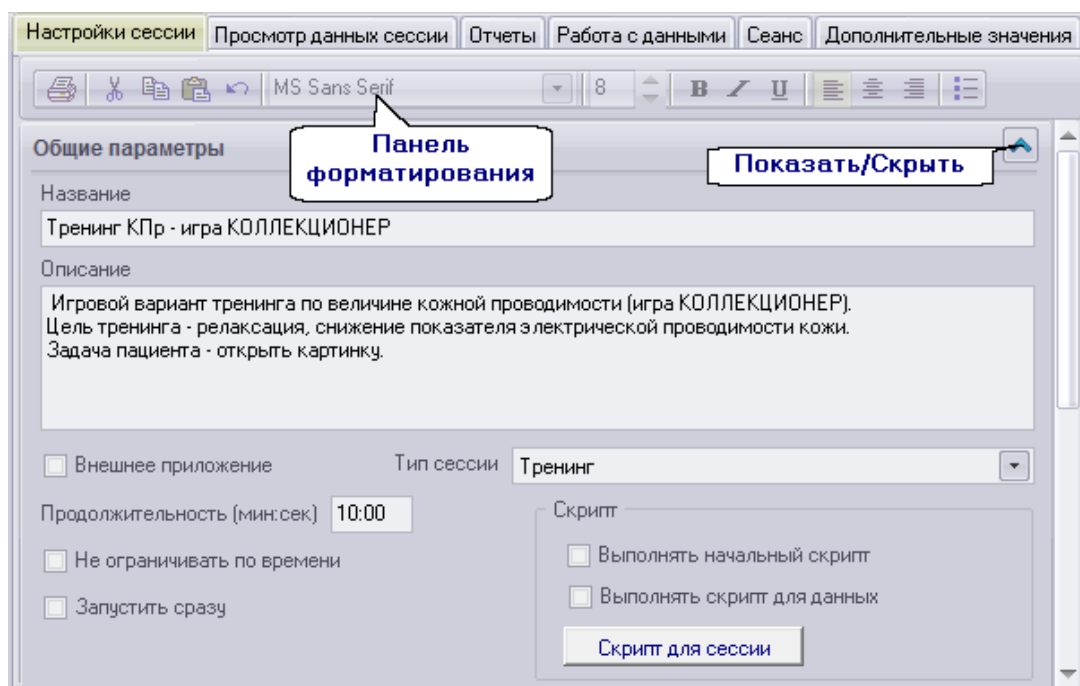 Настройки сессии Просмотр данных сессии Отчеты Работа с данными Сеанс Дополнительные значения
MS Sans Serif 8 B I U
Панель
форматирования
Общие параметры
Показать/Скрыть
Название
Тренинг КПр - игра КОЛЛЕКЦИОНЕР
Описание
Игровой вариант тренинга по величине кожной проводимости (игра КОЛЛЕКЦИОНЕР).
Цель тренинга - релаксация, снижение показателя электрической проводимости кожи.
Задача пациента - открыть картинку.
Внешнее приложение Тип сессии Тренинг
Продолжительность (мин:сек) 10:00
Скрипт
Не ограничивать по времени
Выполнять начальный скрипт
Запустить сразу
Выполнять скрипт для данных
Скрипт для сессии